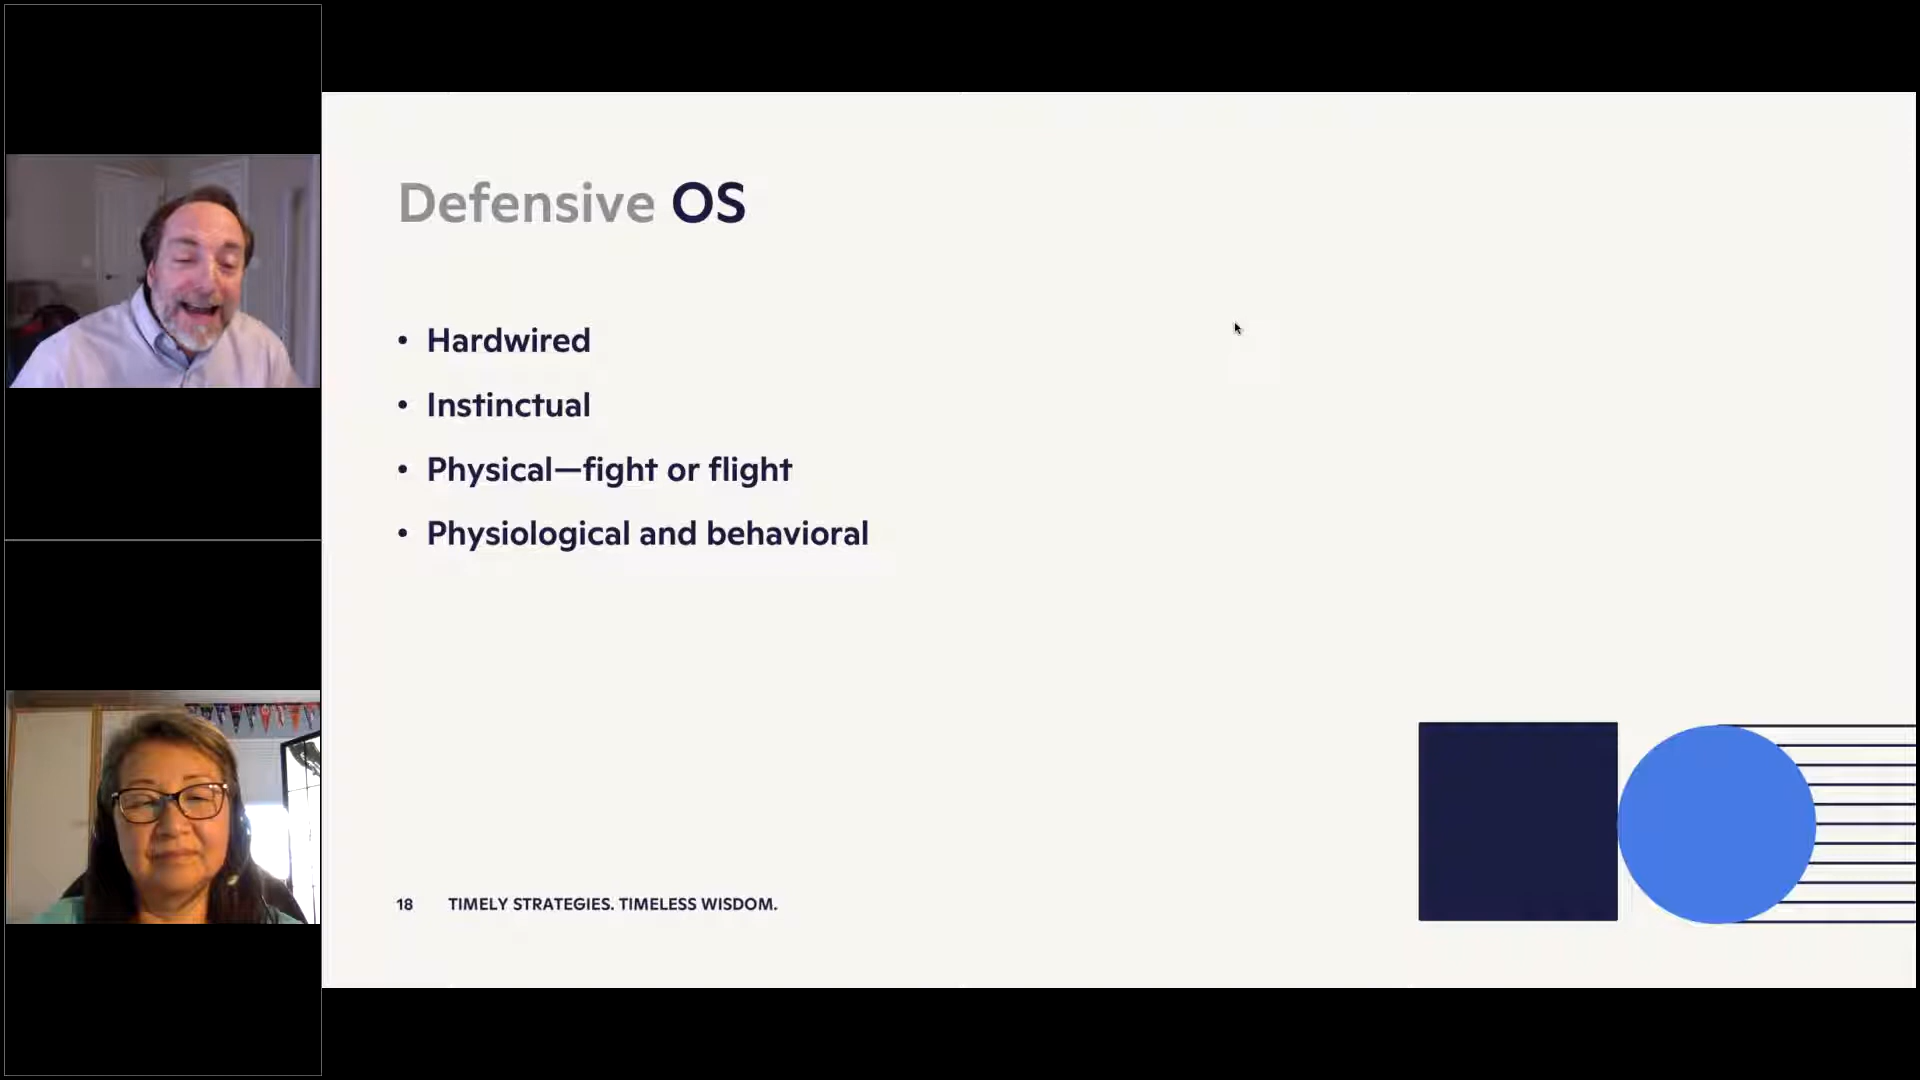 Defensive OS
• Hardwired
• Instinctual
• Physical—fight or flight
• Physiological and behavioral
18 TIMELY STRATEGIES. TIMELESS WISDOM.